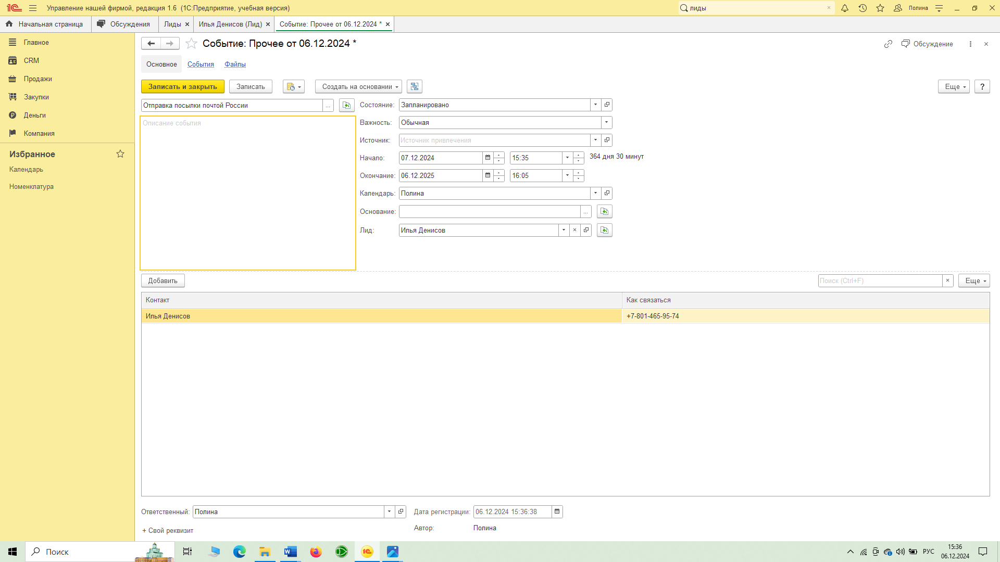 Управление нашей фирмой, редакция 1.6 (1С:Предприятие, учебная версия)
лиды
Полина
Начальная страница
Обсуждения
Лиды
Илья Денисов (Лид)
Событие: Прочее от 06.12.2024 *
Главное
CRM
Продажи
Закупки
Деньги
Компания
Избранное
Календарь
Номенклатура
Событие: Прочее от 06.12.2024 *
Обсуждение
Основное
События
Файлы
Записать и закрыть
Записать
Создать на основании
Еще
?
Отправка посылки почтой России
...
Описание события
Состояние: Запланировано
Важность: Обычная
Источник: Источник привлечения
Начало: 07.12.2024 15:35 364 дня 30 минут
Окончание: 06.12.2025 16:05
Календарь: Полина
Основание: ...
Лид: Илья Денисов
Добавить
Поиск (Ctrl+F)
Еще
Контакт
Как связаться
Илья Денисов
+7-801-465-95-74
Ответственный: Полина
Дата регистрации: 06.12.2024 15:36:38
+ Свой реквизит
Автор: Полина
Поиск
РУС
15:36
06.12.2024